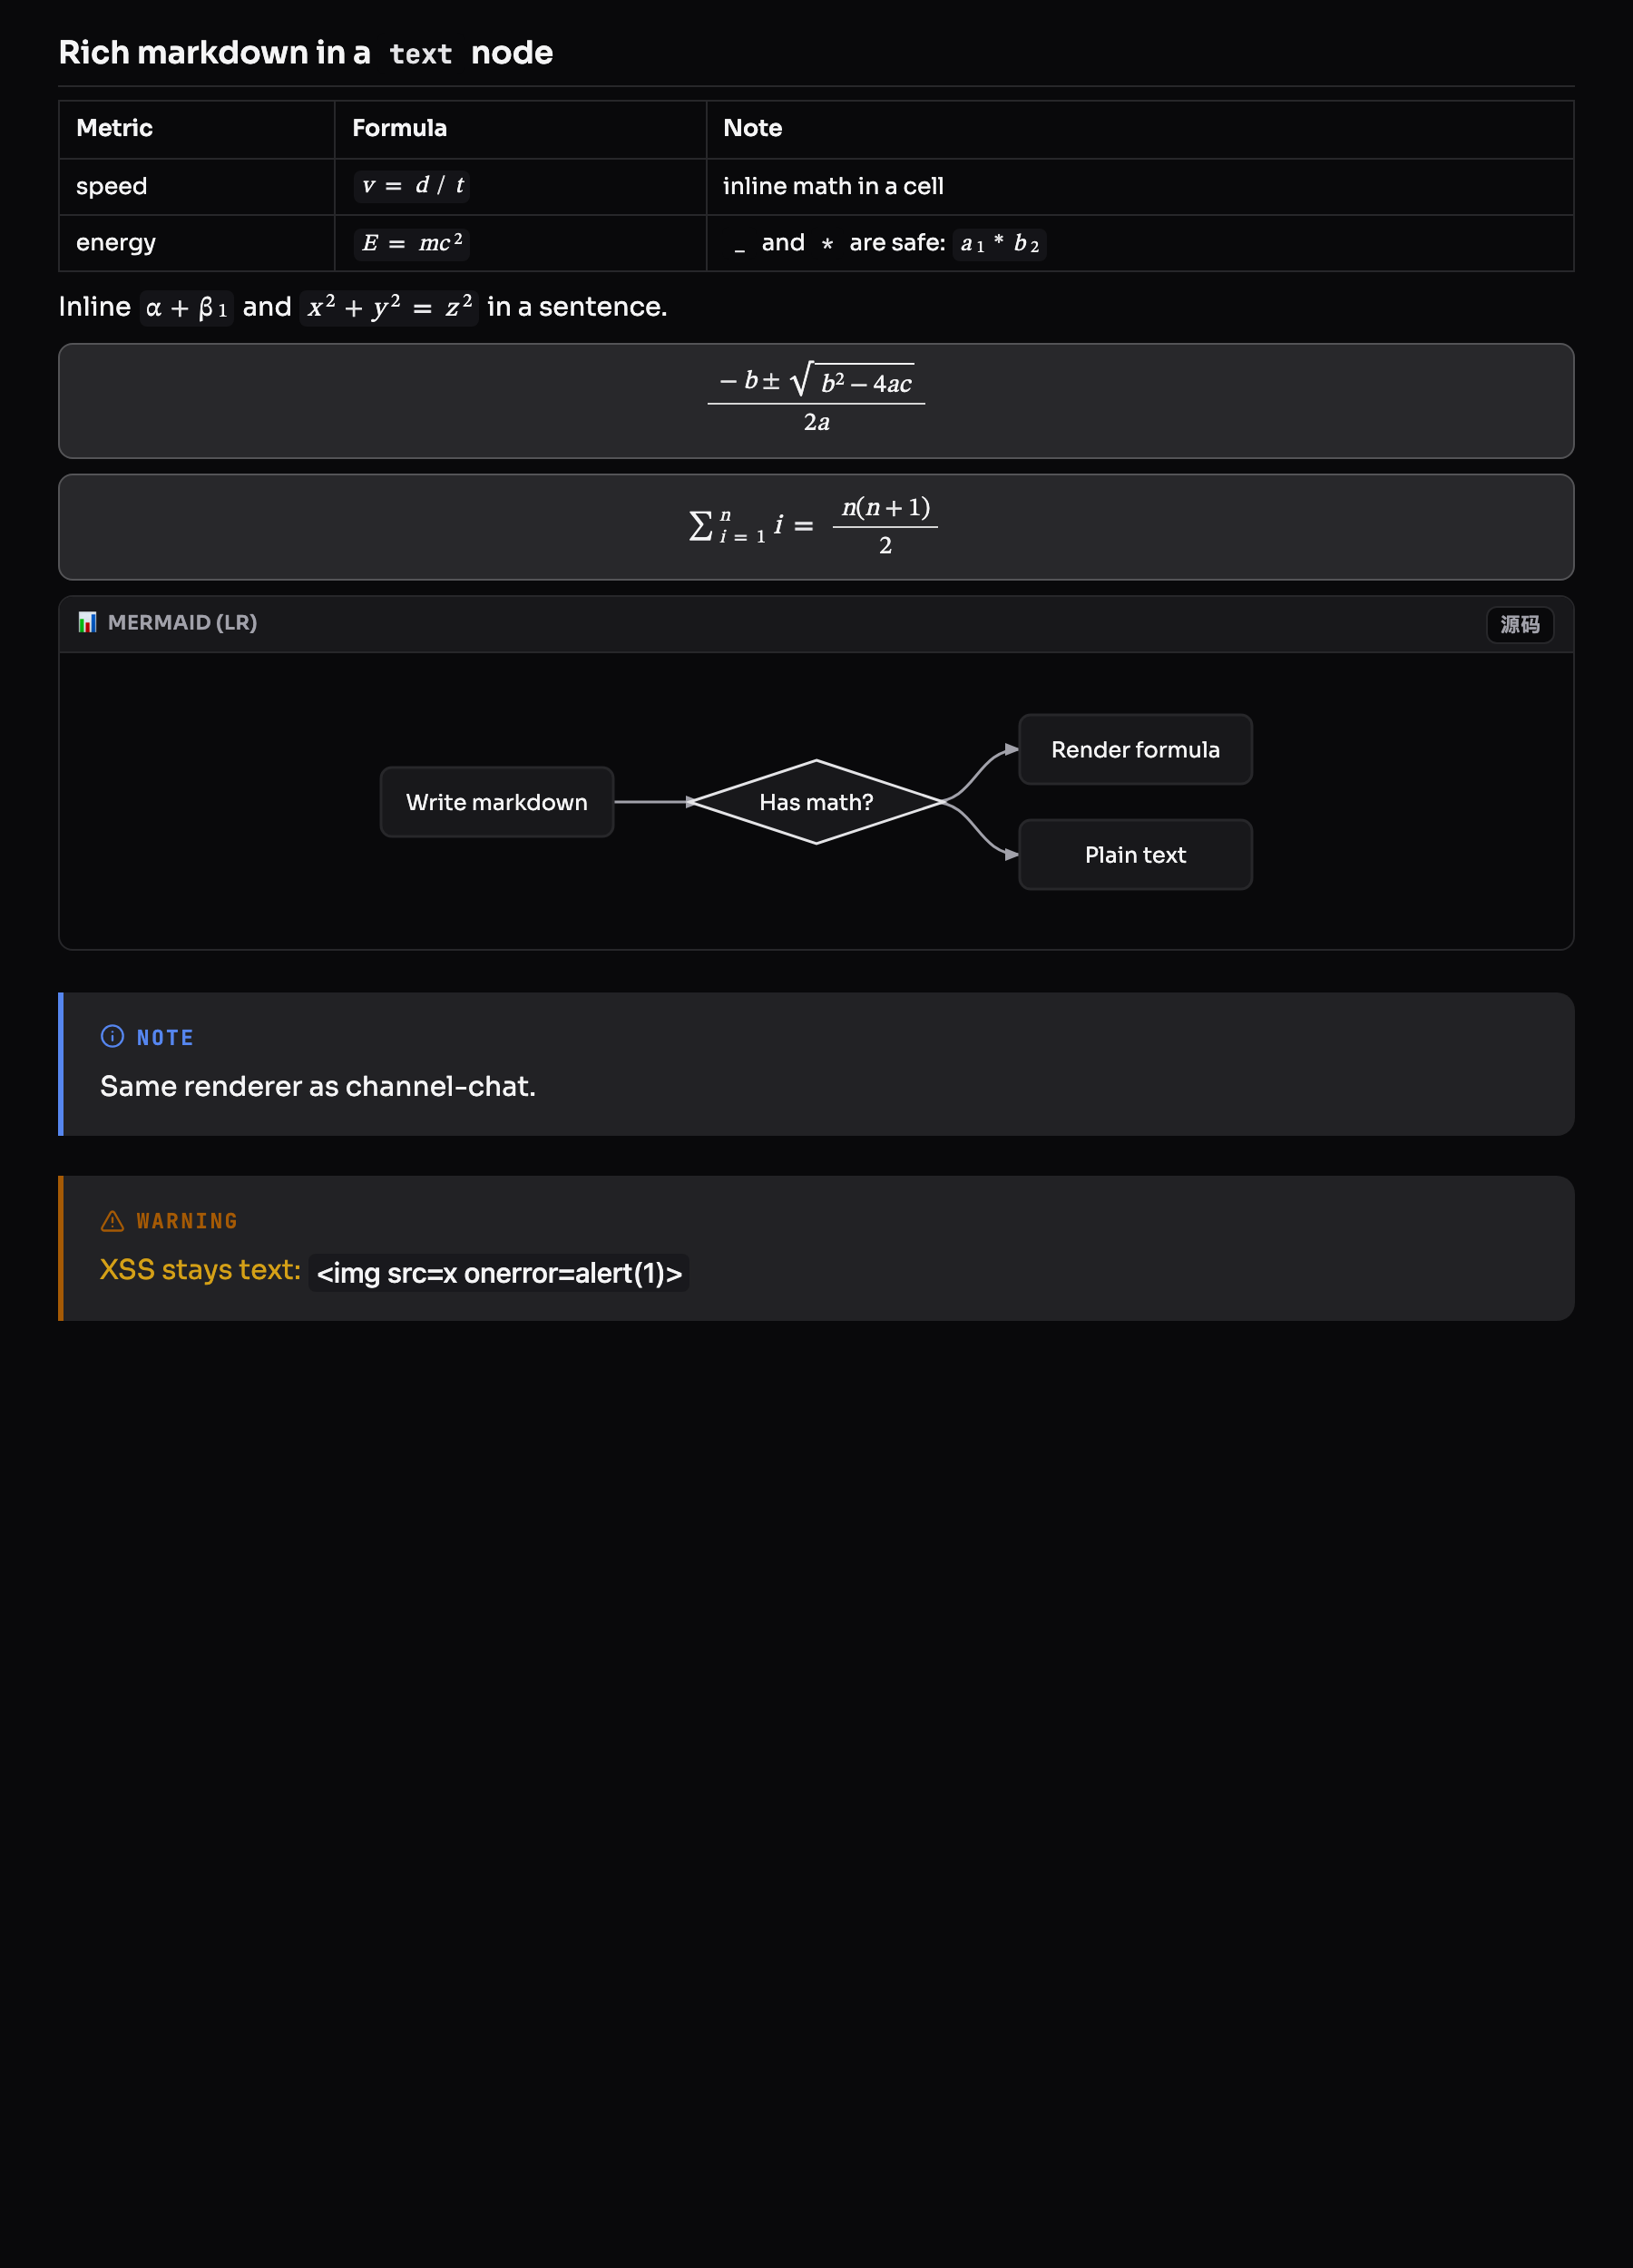 Rich markdown in a text node
Metric Formula Note
speed v = d / t inline math in a cell
energy E = mc² _ and * are safe: a₁ * b₂
Inline α + β₁ and x² + y² = z² in a sentence.
− b ± √b² − 4ac
2a
∑ⁿᵢ ₌ ₁ i = n(n + 1)
2
📊 MERMAID (LR) 源码
Render formula
Write markdown Has math?
Plain text
NOTE
Same renderer as channel-chat.
WARNING
XSS stays text: <img src=x onerror=alert(1)>